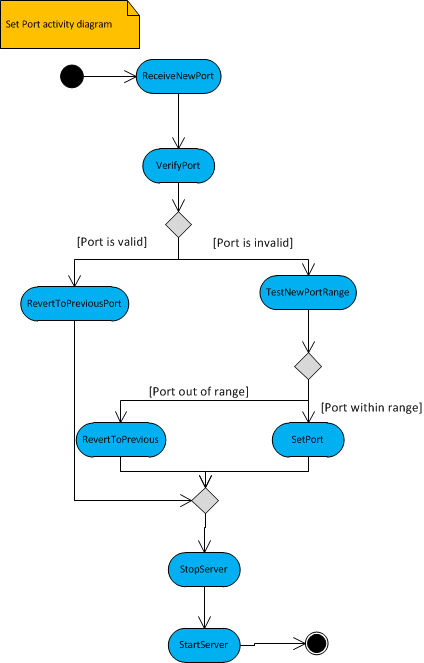 Set Port activity diagram
ReceiveNewPort
VerifyPort
[Port is valid]
[Port is invalid]
RevertToPreviousPort
TestNewPortRange
[Port out of range]
[Port within range]
RevertToPrevious
SetPort
StopServer
StartServer